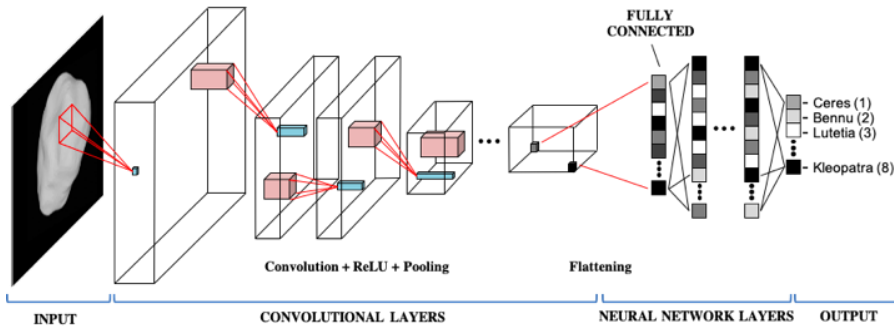 FULLY
CONNECTED
Ceres (1)
Bennu (2)
Lutetia (3)
Kleopatra (8)
Convolution + ReLU + Pooling
Flattening
INPUT
CONVOLUTIONAL LAYERS
NEURAL NETWORK LAYERS
OUTPUT